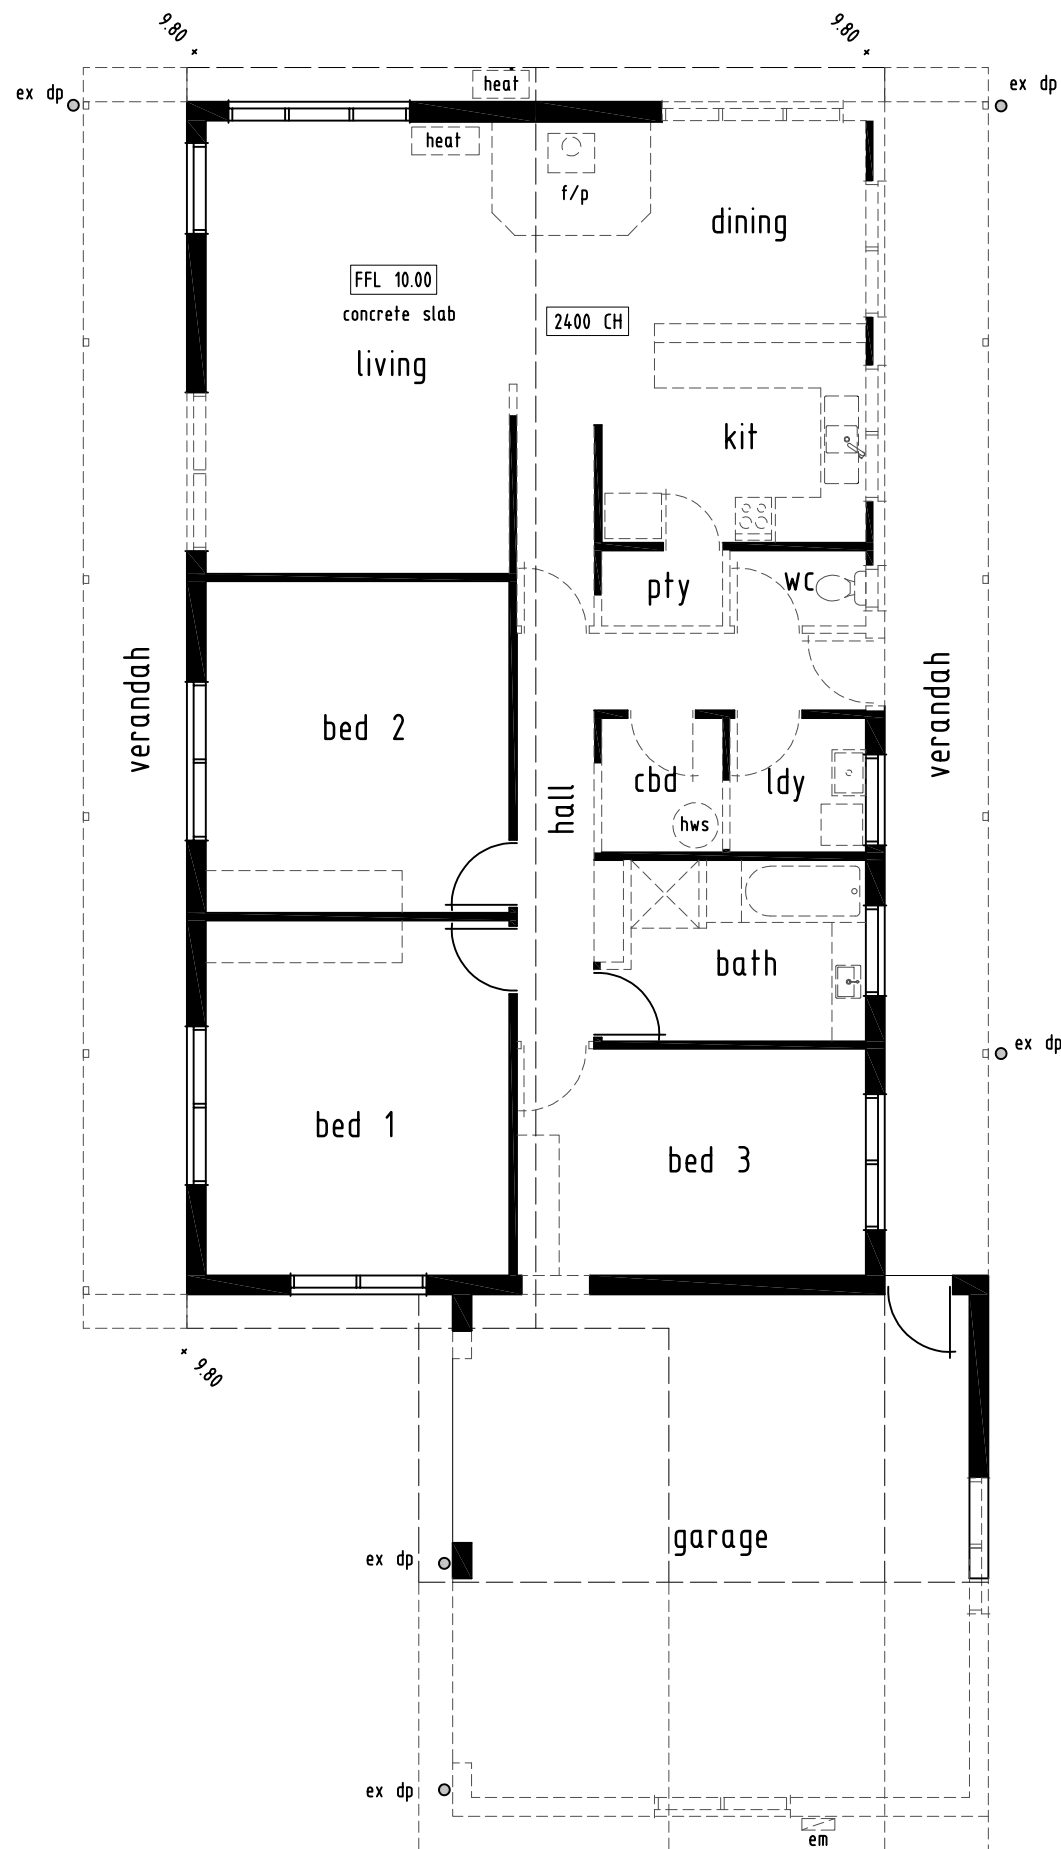 9.80
9.80
ex dp
heat
ex dp
heat
f/p
dining
FFL 10.00
concrete slab
2400 CH
living
kit
pty
wc
verandah
verandah
bed 2
hall
cbd
ldy
hws
bath
ex dp
bed 1
bed 3
9.80
garage
ex dp
ex dp
em